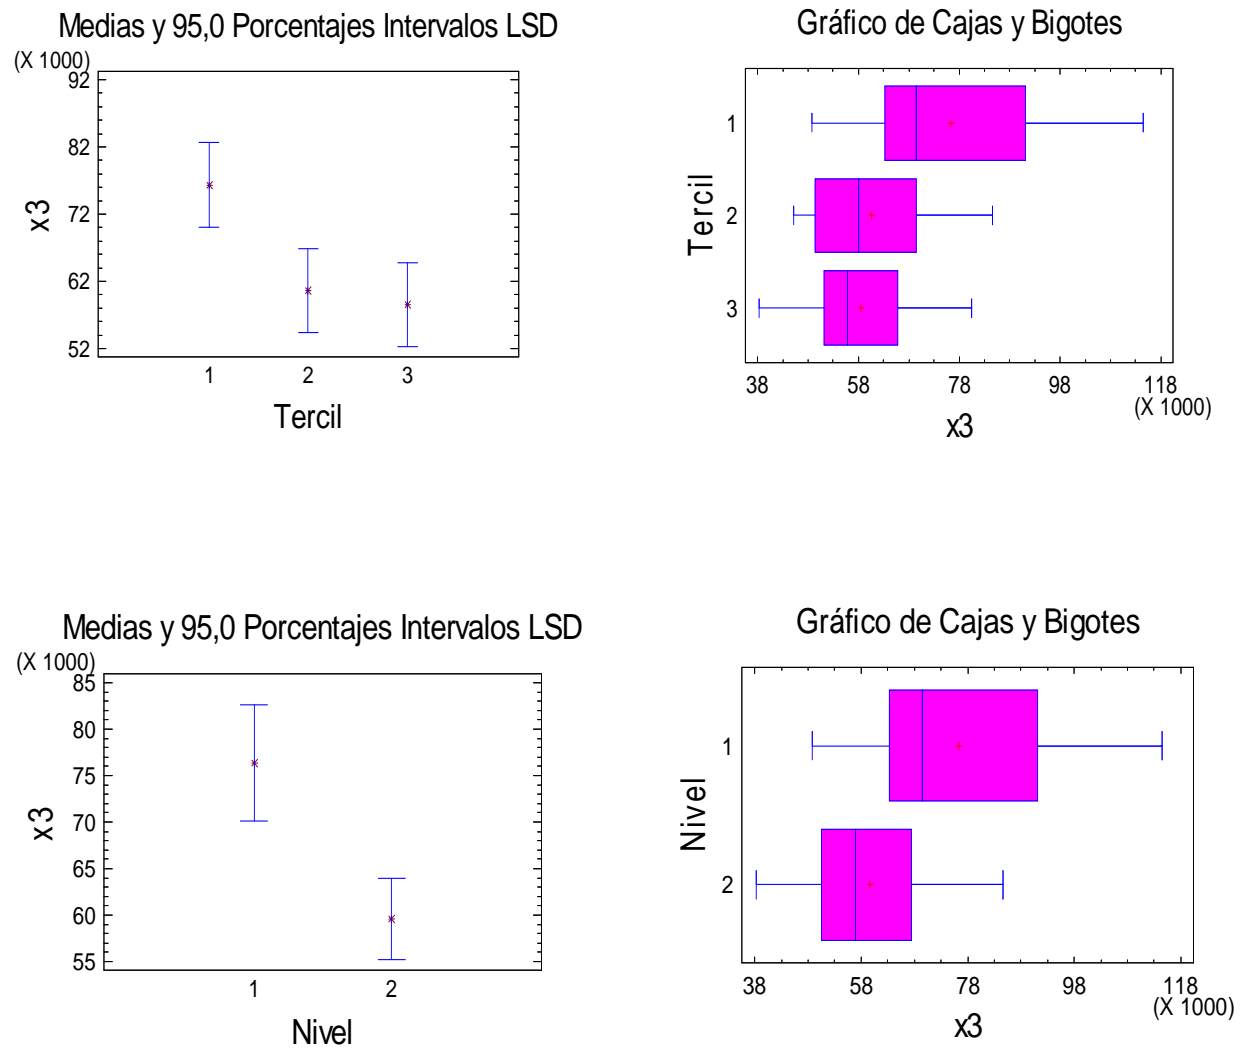 Medias y 95,0 Porcentajes Intervalos LSD
(X 1000)
92
82
72
62
52
x3
1 2 3
Tercil
Gráfico de Cajas y Bigotes
Tercil
1
2
3
38 58 78 98 118
(X 1000)
x3
Medias y 95,0 Porcentajes Intervalos LSD
(X 1000)
85
80
75
70
65
60
55
x3
1 2
Nivel
Gráfico de Cajas y Bigotes
Nivel
1
2
38 58 78 98 118
(X 1000)
x3